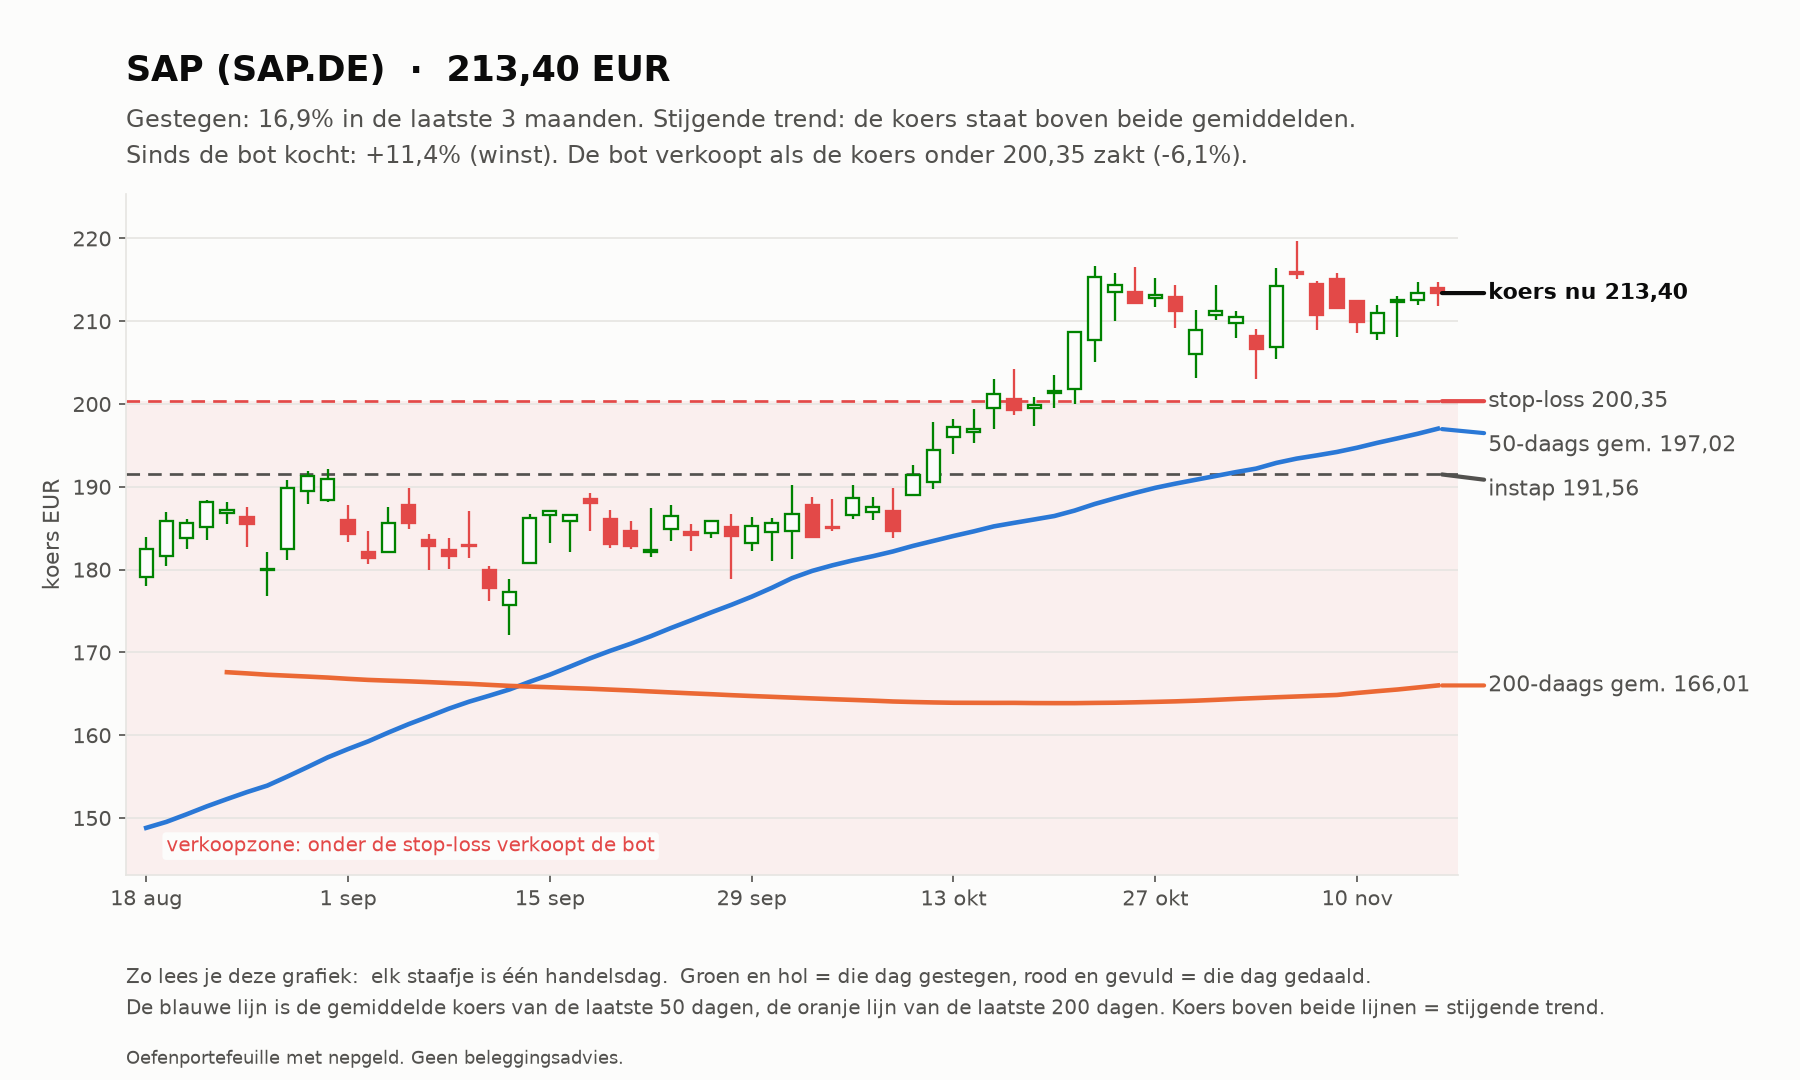 SAP (SAP.DE)  ·  213,40 EUR
Gestegen: 16,9% in de laatste 3 maanden. Stijgende trend: de koers staat boven beide gemiddelden.
Sinds de bot kocht: +11,4% (winst). De bot verkoopt als de koers onder 200,35 zakt (-6,1%).
koers EUR
220
210
200
190
180
170
160
150
koers nu 213,40
stop-loss 200,35
50-daags gem. 197,02
instap 191,56
200-daags gem. 166,01
verkoopzone: onder de stop-loss verkoopt de bot
18 aug
1 sep
15 sep
29 sep
13 okt
27 okt
10 nov
Zo lees je deze grafiek:  elk staafje is één handelsdag.  Groen en hol = die dag gestegen, rood en gevuld = die dag gedaald.
De blauwe lijn is de gemiddelde koers van de laatste 50 dagen, de oranje lijn van de laatste 200 dagen. Koers boven beide lijnen = stijgende trend.
Oefenportefeuille met nepgeld. Geen beleggingsadvies.